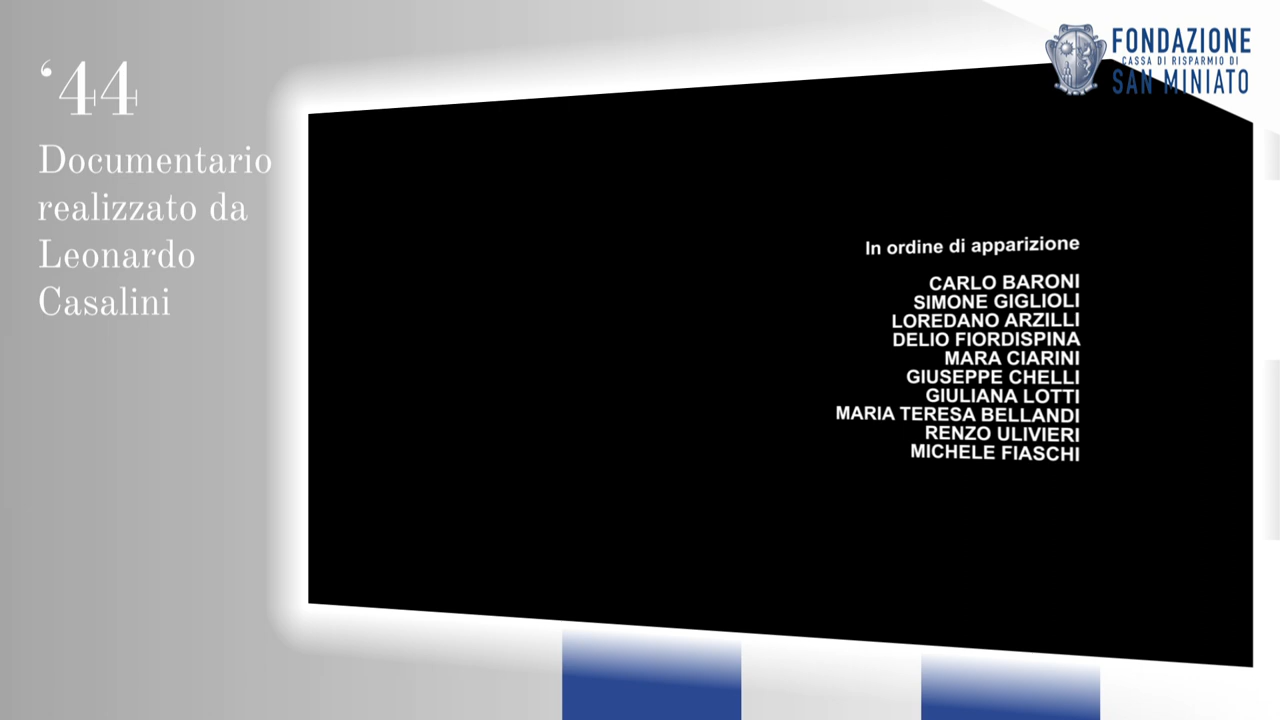 ‘44
Documentario
realizzato da
Leonardo
Casalini
FONDAZIONE
CASSA DI RISPARMIO DI
SAN MINIATO
In ordine di apparizione
CARLO BARONI
SIMONE GIGLIOLI
LOREDANO ARZILLI
DELIO FIORDISPINA
MARA CIARINI
GIUSEPPE CHELLI
GIULIANA LOTTI
MARIA TERESA BELLANDI
RENZO ULIVIERI
MICHELE FIASCHI